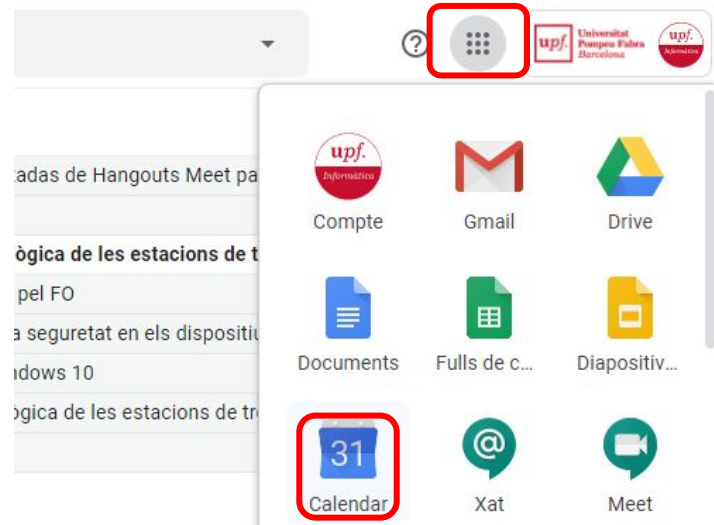 upf.
Universitat
Pompeu Fabra
Barcelona
upf.
Informàtica
adas de Hangouts Meet pa
ògica de les estacions de t
pel FO
a seguretat en els dispositiu
ndows 10
ògica de les estacions de tre
upf.
Informàtica
Compte
Gmail
Drive
Documents
Fulls de c...
Diapositiv...
31
Calendar
Xat
Meet